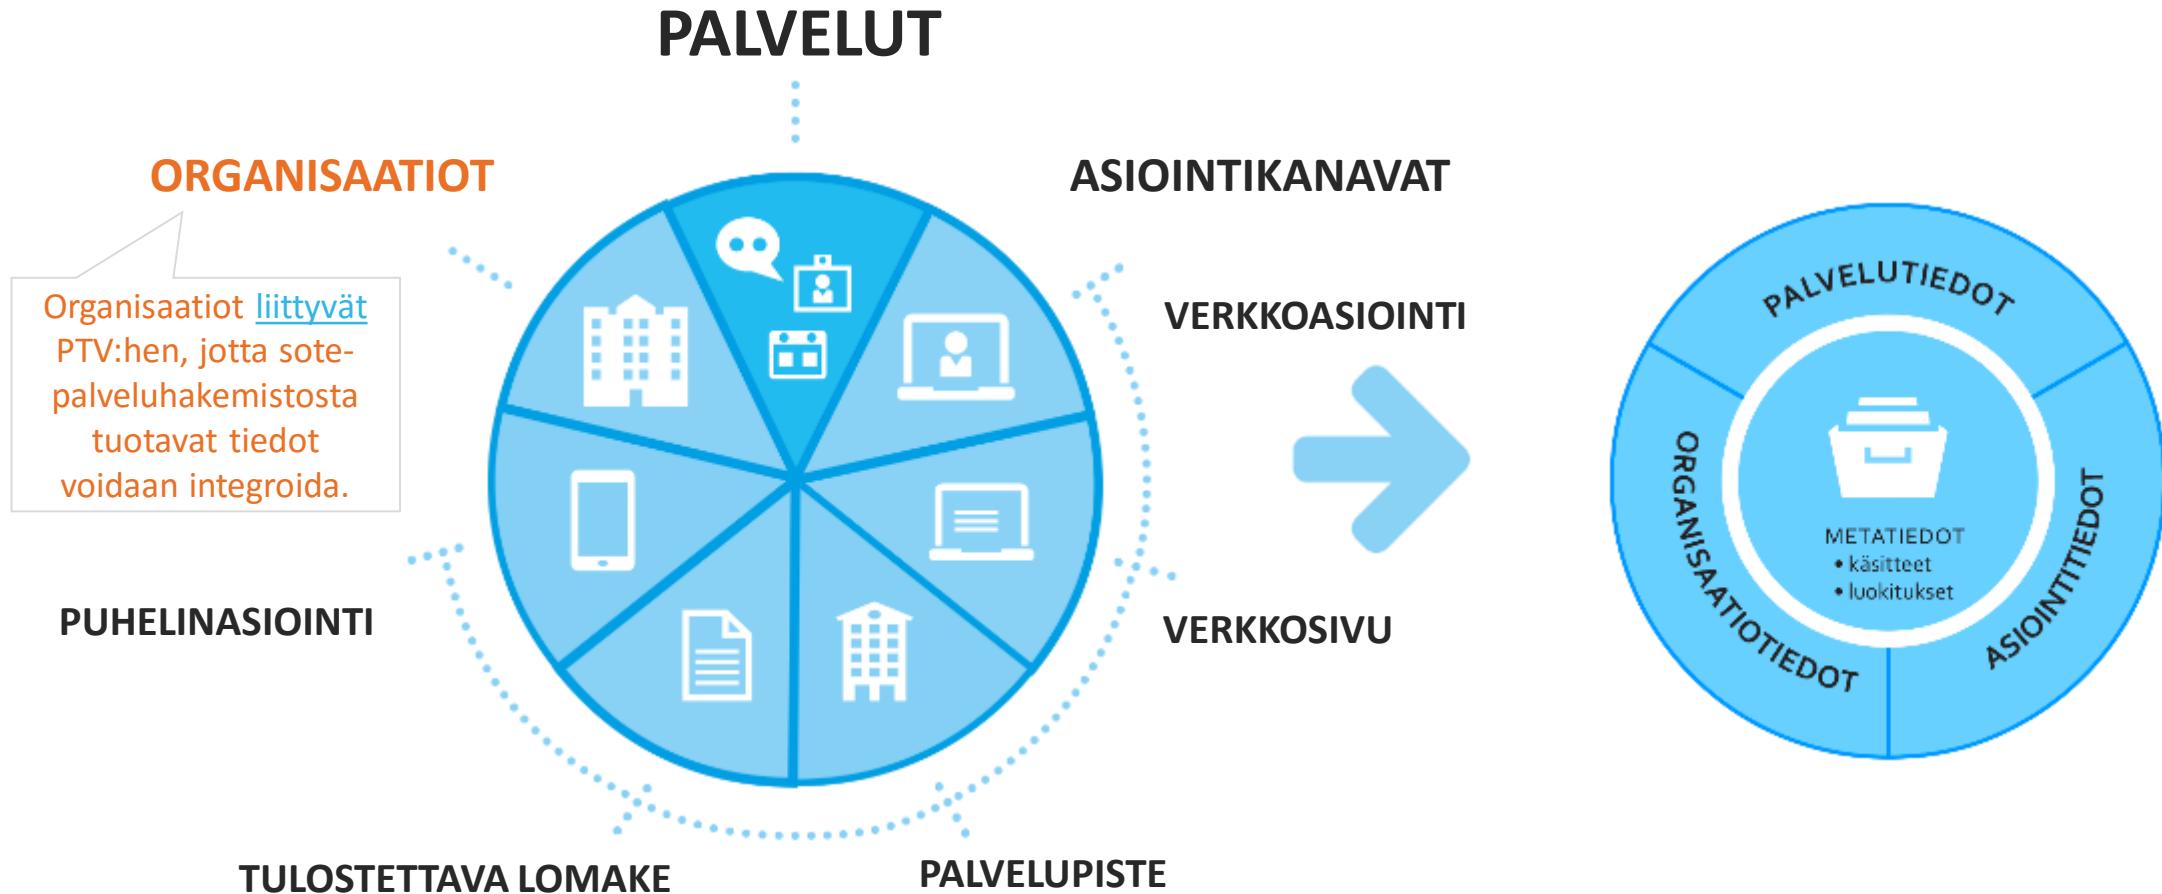 PALVELUT
ORGANISAATIOT
ASIOINTIKANAVAT
Organisaatiot liittyvät
PTV:hen, jotta sote-
palveluhakemistosta
tuotavat tiedot
voidaan integroida.
VERKKOASIOINTI
PUHELINASIOINTI
VERKKOSIVU
TULOSTETTAVA LOMAKE
PALVELUPISTE
PALVELUTIEDOT
ORGANISAATIOTIEDOT
ASIOINTITIEDOT
METATIEDOT
• käsitteet
• luokitukset